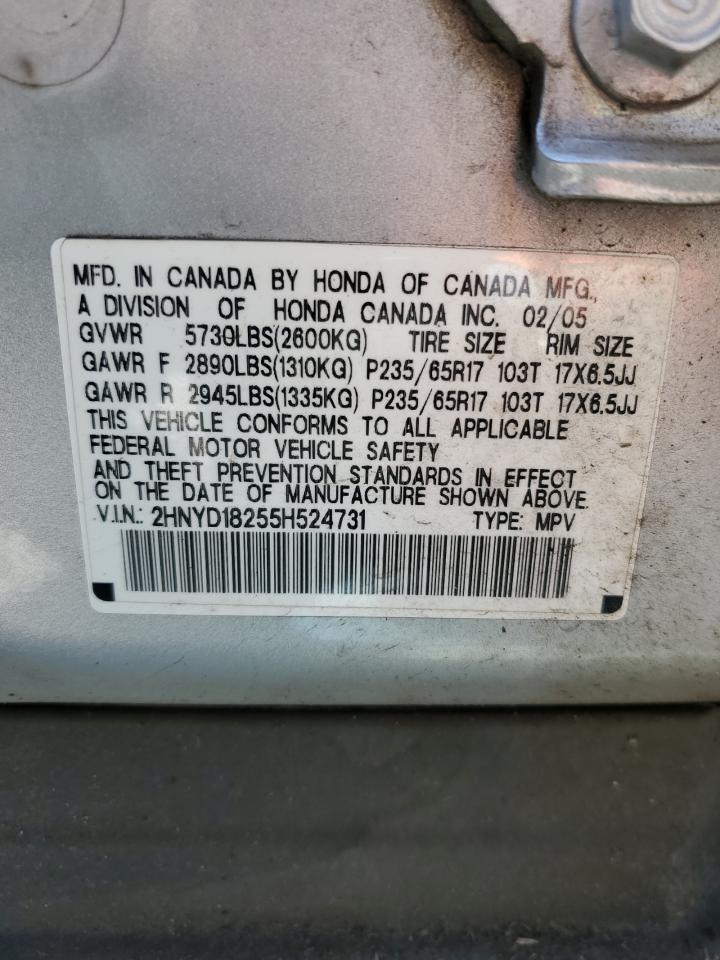 MFD. IN CANADA BY HONDA OF CANADA MFG.,
A DIVISION OF HONDA CANADA INC. 02/05
GVWR 5730LBS(2600KG) TIRE SIZE RIM SIZE
GAWR F 2890LBS(1310KG) P235/65R17 103T 17X6.5JJ
GAWR R 2945LBS(1335KG) P235/65R17 103T 17X6.5JJ
THIS VEHICLE CONFORMS TO ALL APPLICABLE
FEDERAL MOTOR VEHICLE SAFETY
AND THEFT PREVENTION STANDARDS IN EFFECT
ON THE DATE OF MANUFACTURE SHOWN ABOVE.
V.I.N.: 2HNYD18255H524731 TYPE: MPV